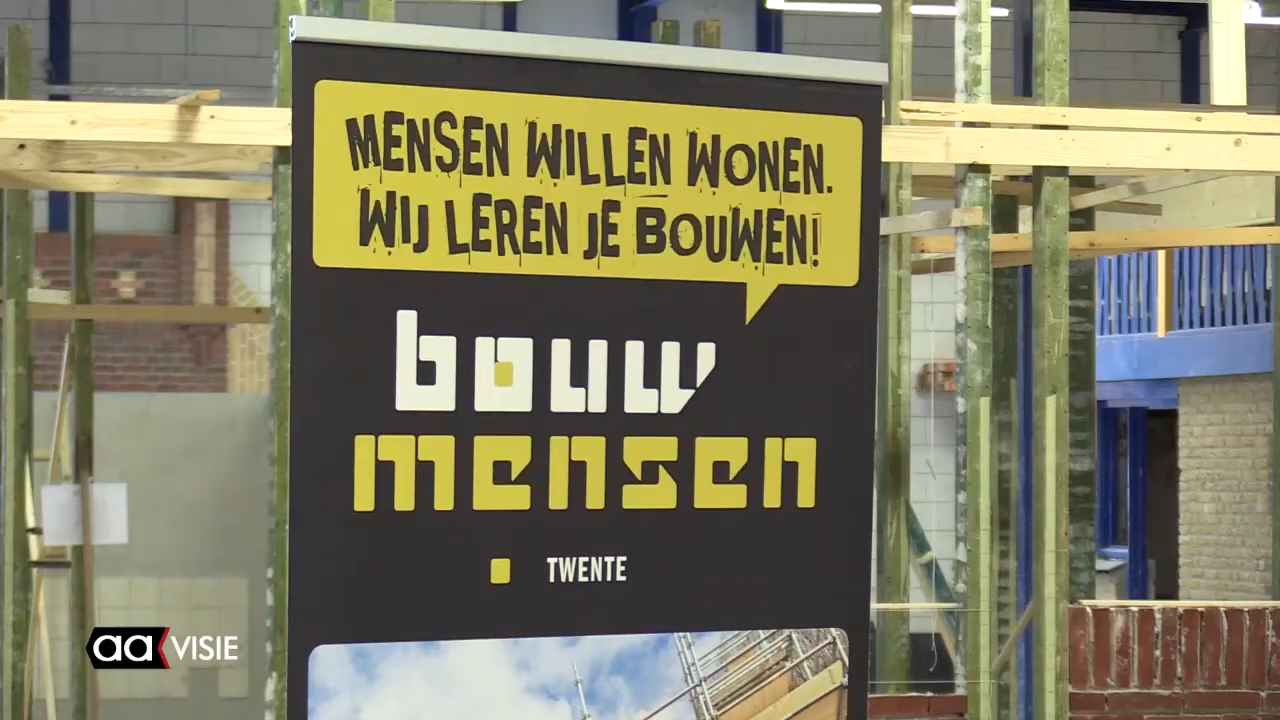 MENSEN WILLEN WONEN.
WIJ LEREN JE BOUWEN!
bouw
mensen
TWENTE
aa VISIE